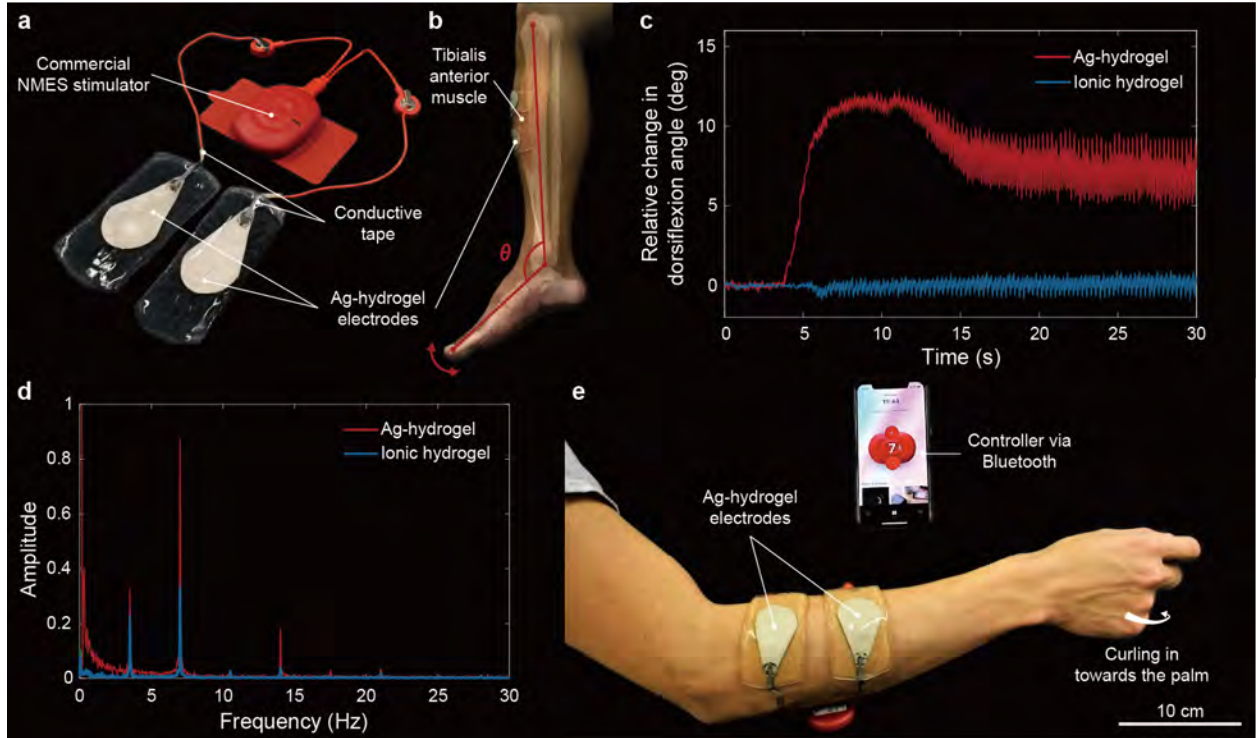 a
Commercial
NMES stimulator
Conductive
tape
Ag-hydrogel
electrodes
b
Tibialis
anterior
muscle
θ
c
Relative change in
dorsiflexion angle (deg)
15
10
5
0
Ag-hydrogel
Ionic hydrogel
0
5
10
15
20
25
30
Time (s)
d
Amplitude
1
0.8
0.6
0.4
0.2
0
Ag-hydrogel
Ionic hydrogel
0
5
10
15
20
25
30
Frequency (Hz)
e
7
Controller via
Bluetooth
Ag-hydrogel
electrodes
Curling in
towards the palm
10 cm